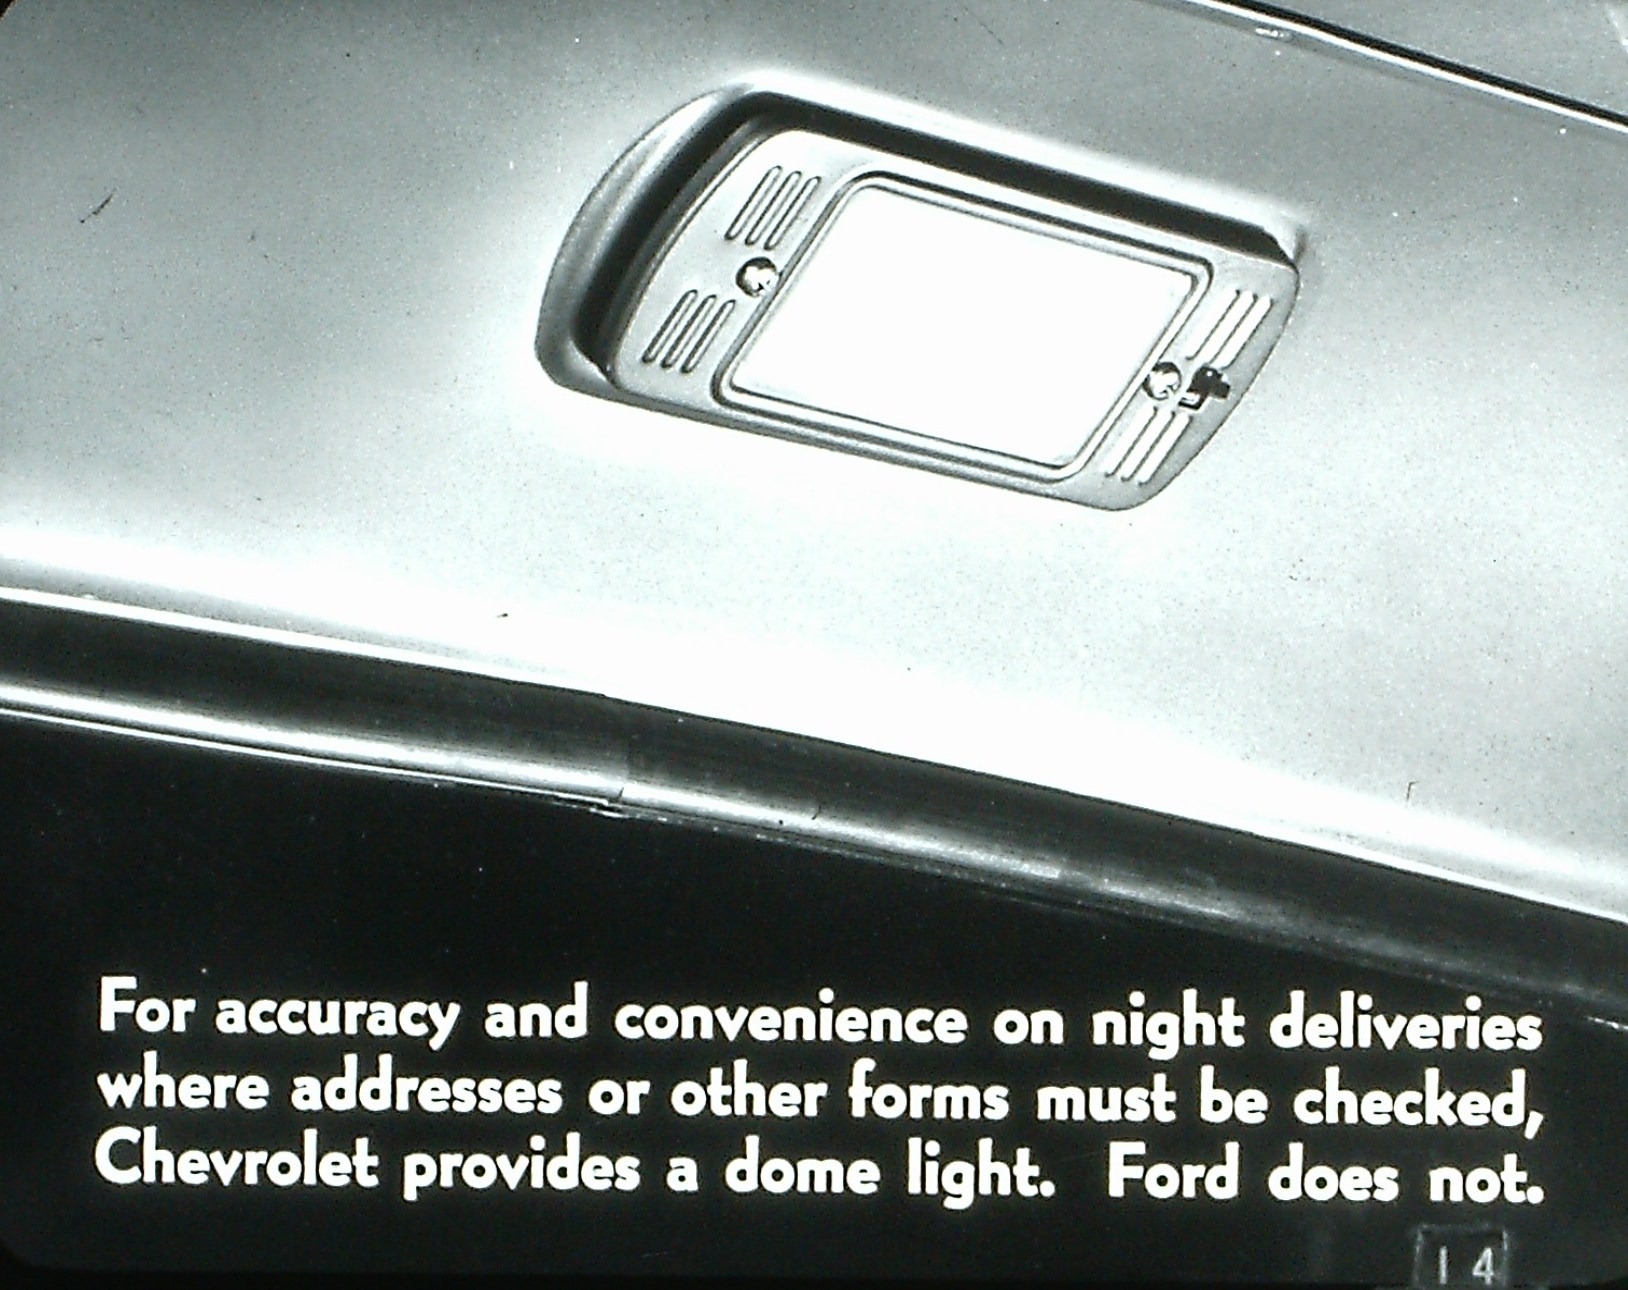 For accuracy and convenience on night deliveries
where addresses or other forms must be checked,
Chevrolet provides a dome light. Ford does not.
14